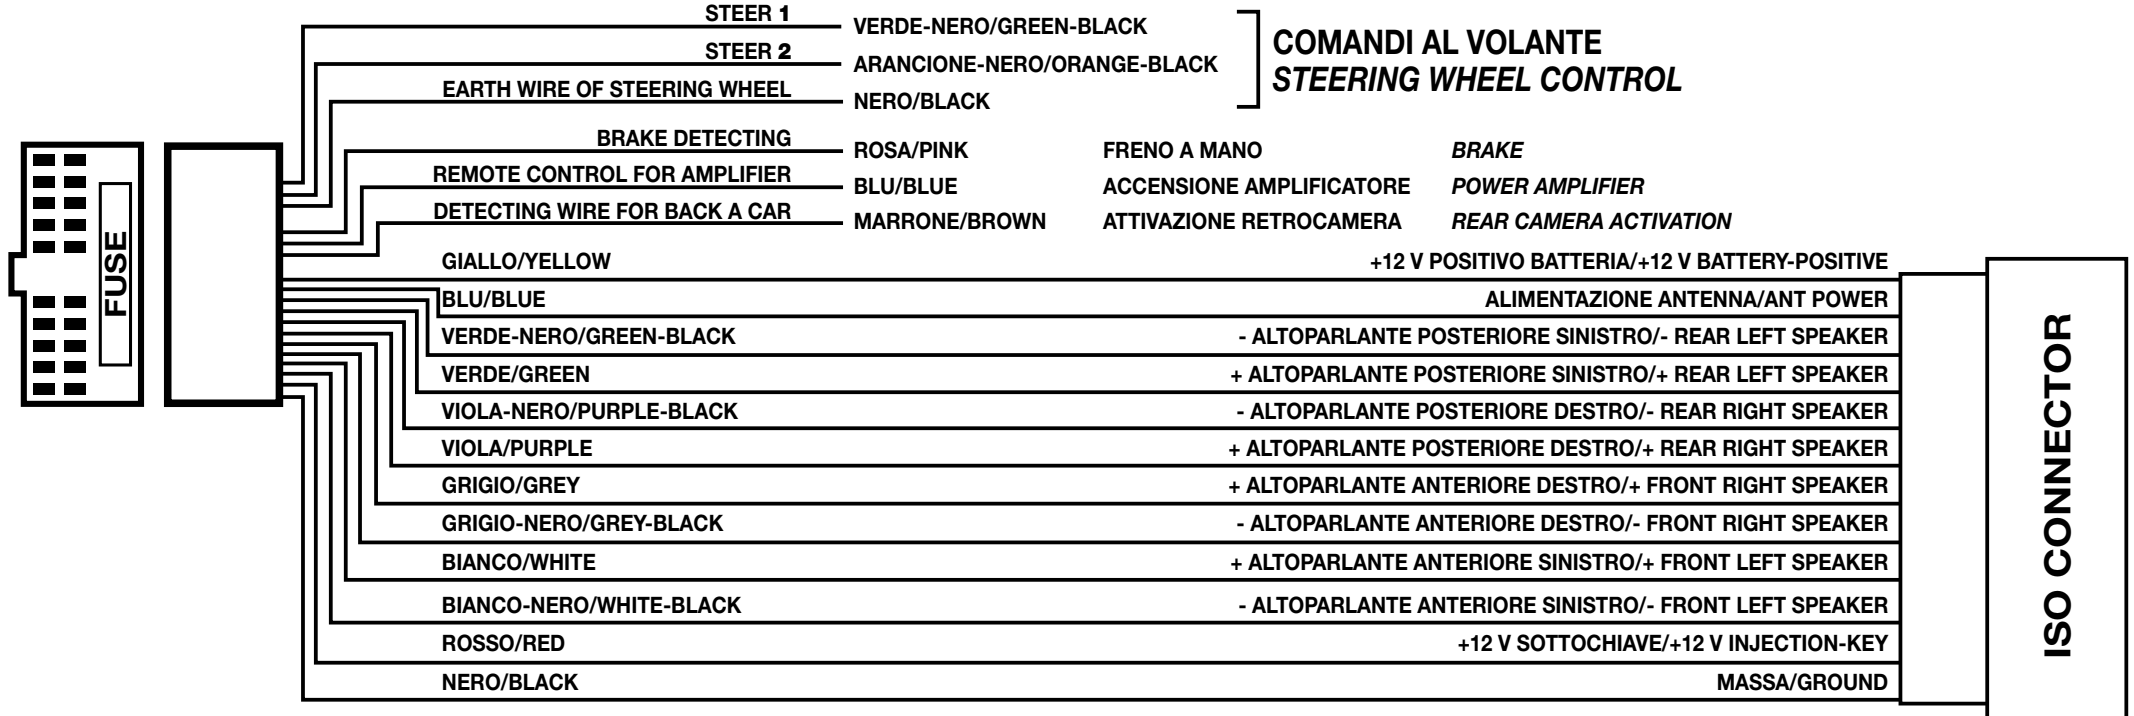 STEER 1
VERDE-NERO/GREEN-BLACK
STEER 2
ARANCIONE-NERO/ORANGE-BLACK
EARTH WIRE OF STEERING WHEEL
NERO/BLACK
COMANDI AL VOLANTE
STEERING WHEEL CONTROL
BRAKE DETECTING
ROSA/PINK FRENO A MANO BRAKE
REMOTE CONTROL FOR AMPLIFIER
BLU/BLUE ACCENSIONE AMPLIFICATORE POWER AMPLIFIER
DETECTING WIRE FOR BACK A CAR
MARRONE/BROWN ATTIVAZIONE RETROCAMERA REAR CAMERA ACTIVATION
FUSE
GIALLO/YELLOW +12 V POSITIVO BATTERIA/+12 V BATTERY-POSITIVE
BLU/BLUE ALIMENTAZIONE ANTENNA/ANT POWER
VERDE-NERO/GREEN-BLACK - ALTOPARLANTE POSTERIORE SINISTRO/- REAR LEFT SPEAKER
VERDE/GREEN + ALTOPARLANTE POSTERIORE SINISTRO/+ REAR LEFT SPEAKER
VIOLA-NERO/PURPLE-BLACK - ALTOPARLANTE POSTERIORE DESTRO/- REAR RIGHT SPEAKER
VIOLA/PURPLE + ALTOPARLANTE POSTERIORE DESTRO/+ REAR RIGHT SPEAKER
GRIGIO/GREY + ALTOPARLANTE ANTERIORE DESTRO/+ FRONT RIGHT SPEAKER
GRIGIO-NERO/GREY-BLACK - ALTOPARLANTE ANTERIORE DESTRO/- FRONT RIGHT SPEAKER
BIANCO/WHITE + ALTOPARLANTE ANTERIORE SINISTRO/+ FRONT LEFT SPEAKER
BIANCO-NERO/WHITE-BLACK - ALTOPARLANTE ANTERIORE SINISTRO/- FRONT LEFT SPEAKER
ROSSO/RED +12 V SOTTOCHIAVE/+12 V INJECTION-KEY
NERO/BLACK MASSA/GROUND
ISO CONNECTOR